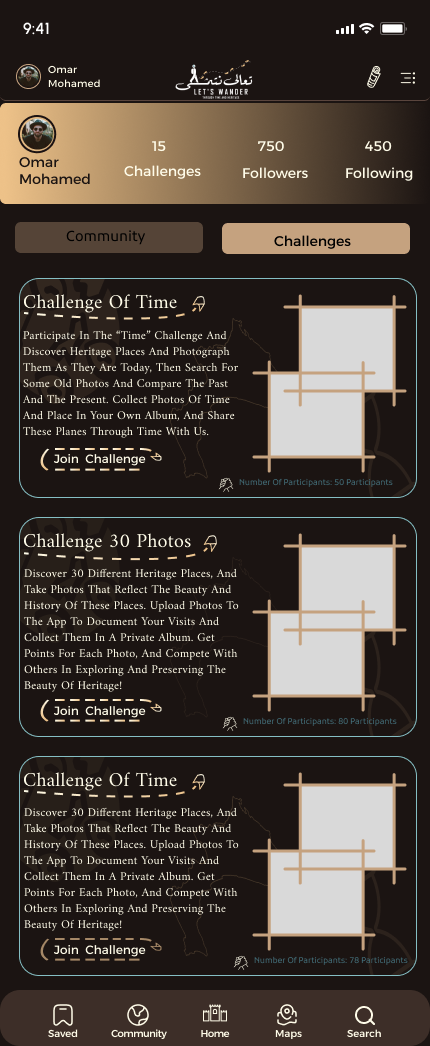 9:41
Omar
Mohamed
تعالى نتمشى
LET'S WANDER
Omar
Mohamed
15
Challenges
750
Followers
450
Following
Community
Challenges
Challenge Of Time
Participate In The “Time” Challenge And
Discover Heritage Places And Photograph
Them As They Are Today, Then Search For
Some Old Photos And Compare The Past
And The Present. Collect Photos Of Time
And Place In Your Own Album, And Share
These Planes Through Time With Us.
Join Challenge
Number Of Participants: 50 Participants
Challenge 30 Photos
Discover 30 Different Heritage Places, And
Take Photos That Reflect The Beauty And
History Of These Places. Upload Photos To
The App To Document Your Visits And
Collect Them In A Private Album. Get
Points For Each Photo, And Compete With
Others In Exploring And Preserving The
Beauty Of Heritage!
Join Challenge
Number Of Participants: 80 Participants
Challenge Of Time
Discover 30 Different Heritage Places, And
Take Photos That Reflect The Beauty And
History Of These Places. Upload Photos To
The App To Document Your Visits And
Collect Them In A Private Album. Get
Points For Each Photo, And Compete With
Others In Exploring And Preserving The
Beauty Of Heritage!
Join Challenge
Number Of Participants: 78 Participants
Saved
Community
Home
Maps
Search